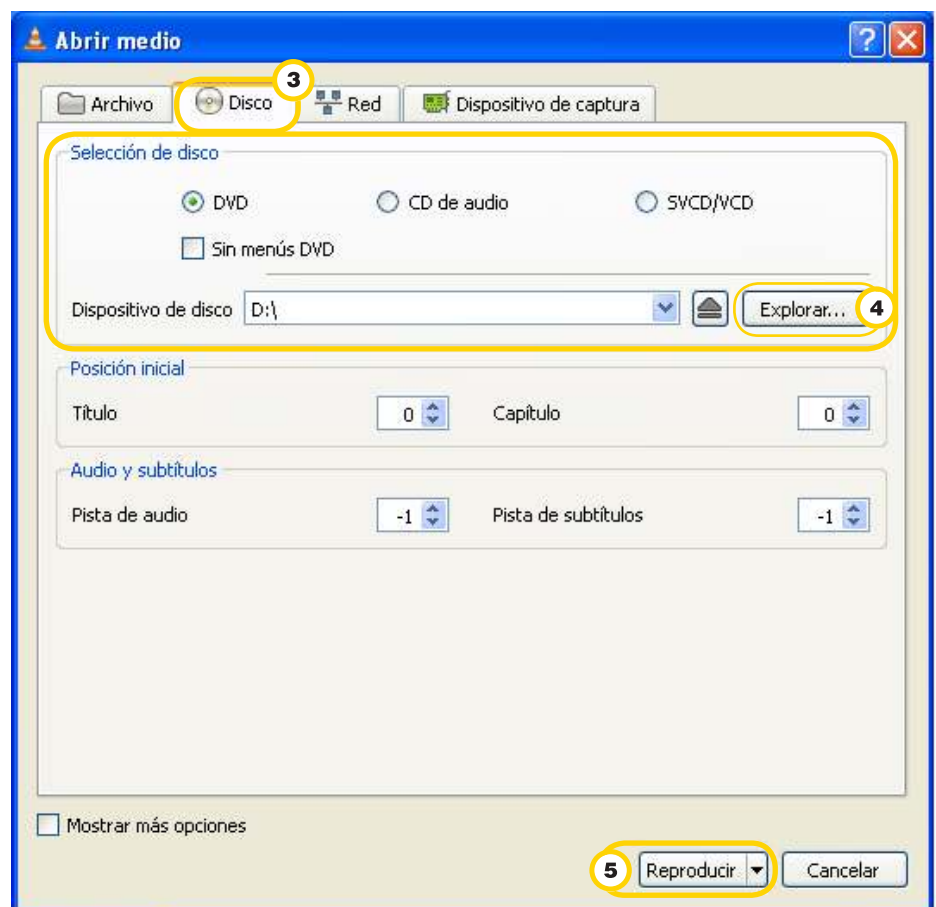 Abrir medio
Archivo Disco 3 Red Dispositivo de captura
Selección de disco
DVD CD de audio SVCD/VCD
Sin menús DVD
Dispositivo de disco D:\ Explorar... 4
Posición inicial
Título 0 Capítulo 0
Audio y subtítulos
Pista de audio -1 Pista de subtítulos -1
Mostrar más opciones
5 Reproducir Cancelar